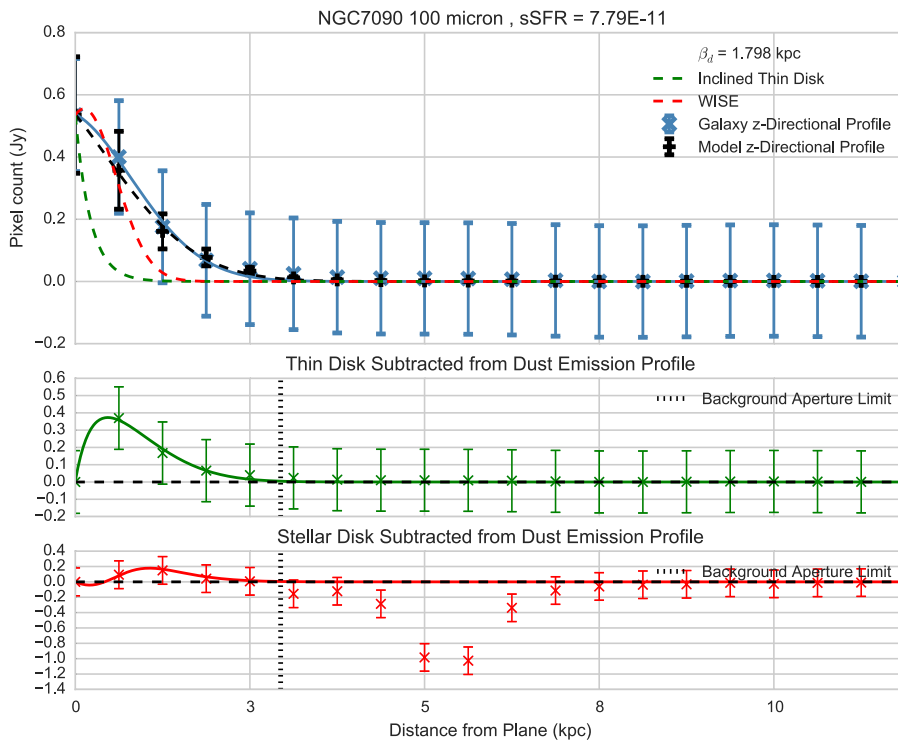 NGC7090 100 micron , sSFR = 7.79E-11
0.8
0.6
0.4
0.2
0.0
−0.2
Pixel count (Jy)
β_d = 1.798 kpc
Inclined Thin Disk
WISE
Galaxy z-Directional Profile
Model z-Directional Profile
Thin Disk Subtracted from Dust Emission Profile
0.6
0.5
0.4
0.3
0.2
0.1
0.0
−0.1
−0.2
Background Aperture Limit
Stellar Disk Subtracted from Dust Emission Profile
0.4
0.2
0.0
−0.2
−0.4
−0.6
−0.8
−1.0
−1.2
−1.4
Background Aperture Limit
0 3 5 8 10
Distance from Plane (kpc)